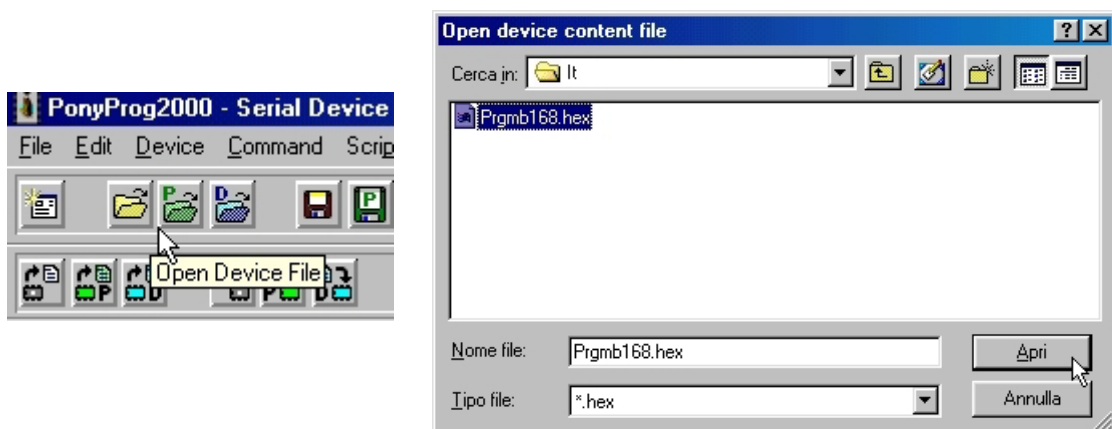 PonyProg2000 - Serial Device
File Edit Device Command Scrip
P D P
Open Device File
P D P D
Open device content file
Cerca in: It
Prgmb168.hex
Nome file: Prgmb168.hex
Apri
Tipo file: *.hex
Annulla